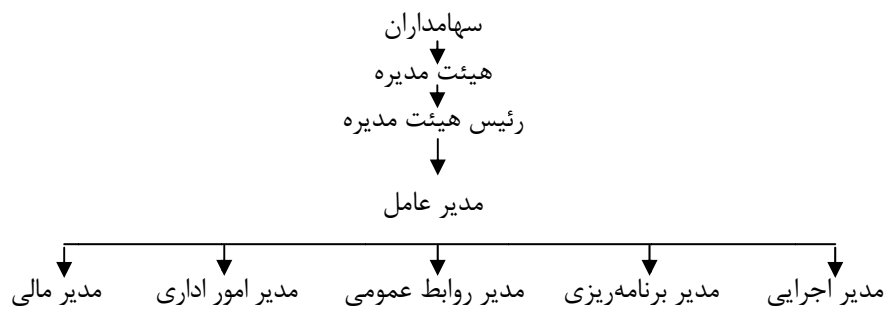 سهامداران
هیئت مدیره
رئیس هیئت مدیره
مدیر عامل
مدیر اجرایی مدیر برنامه‌ریزی مدیر روابط عمومی مدیر امور اداری مدیر مالی